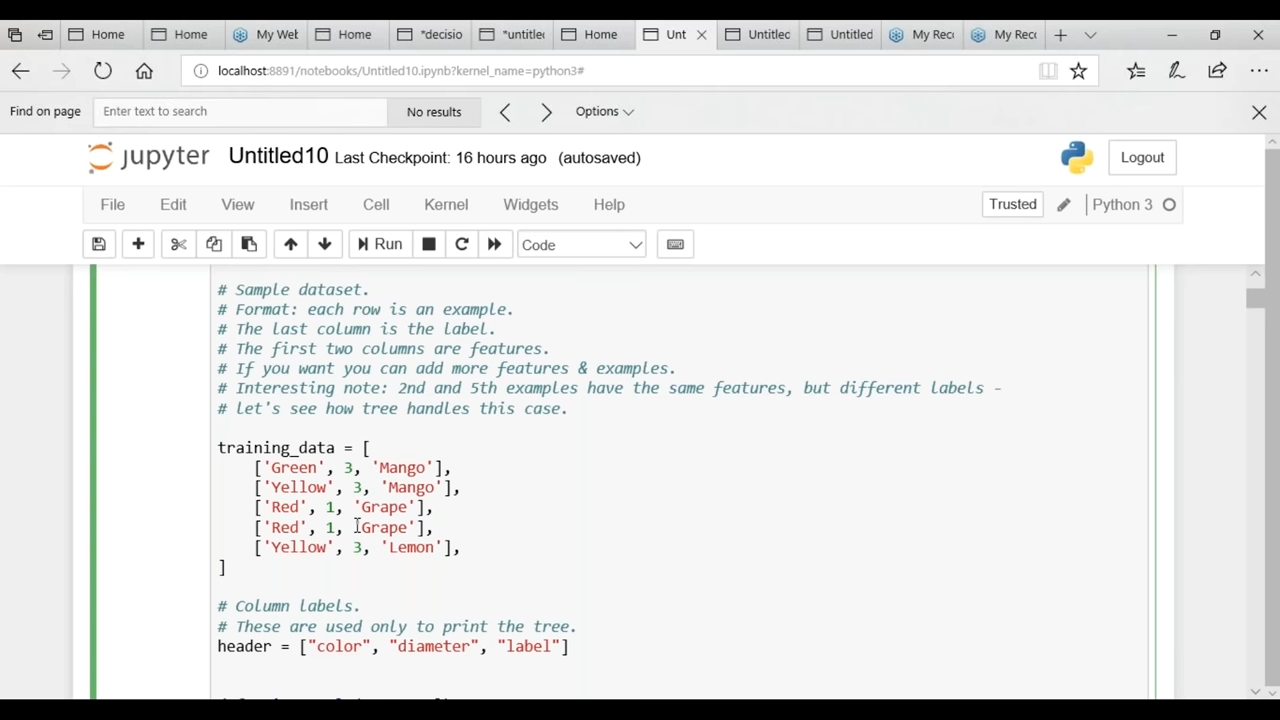 Home
Home
My Wel
Home
*decisio
*untitle
Home
Unt
Untitlec
Untitled
My Rec
My Rec
localhost:8891/notebooks/Untitled10.ipynb?kernel_name=python3#
Find on page
Enter text to search
No results
Options
jupyter
Untitled10
Last Checkpoint: 16 hours ago (autosaved)
Logout
File
Edit
View
Insert
Cell
Kernel
Widgets
Help
Trusted
Python 3
Run
Code
# Sample dataset.
# Format: each row is an example.
# The last column is the label.
# The first two columns are features.
# If you want you can add more features & examples.
# Interesting note: 2nd and 5th examples have the same features, but different labels -
# let's see how tree handles this case.
training_data = [
['Green', 3, 'Mango'],
['Yellow', 3, 'Mango'],
['Red', 1, 'Grape'],
['Red', 1, 'Grape'],
['Yellow', 3, 'Lemon'],
]
# Column labels.
# These are used only to print the tree.
header = ["color", "diameter", "label"]